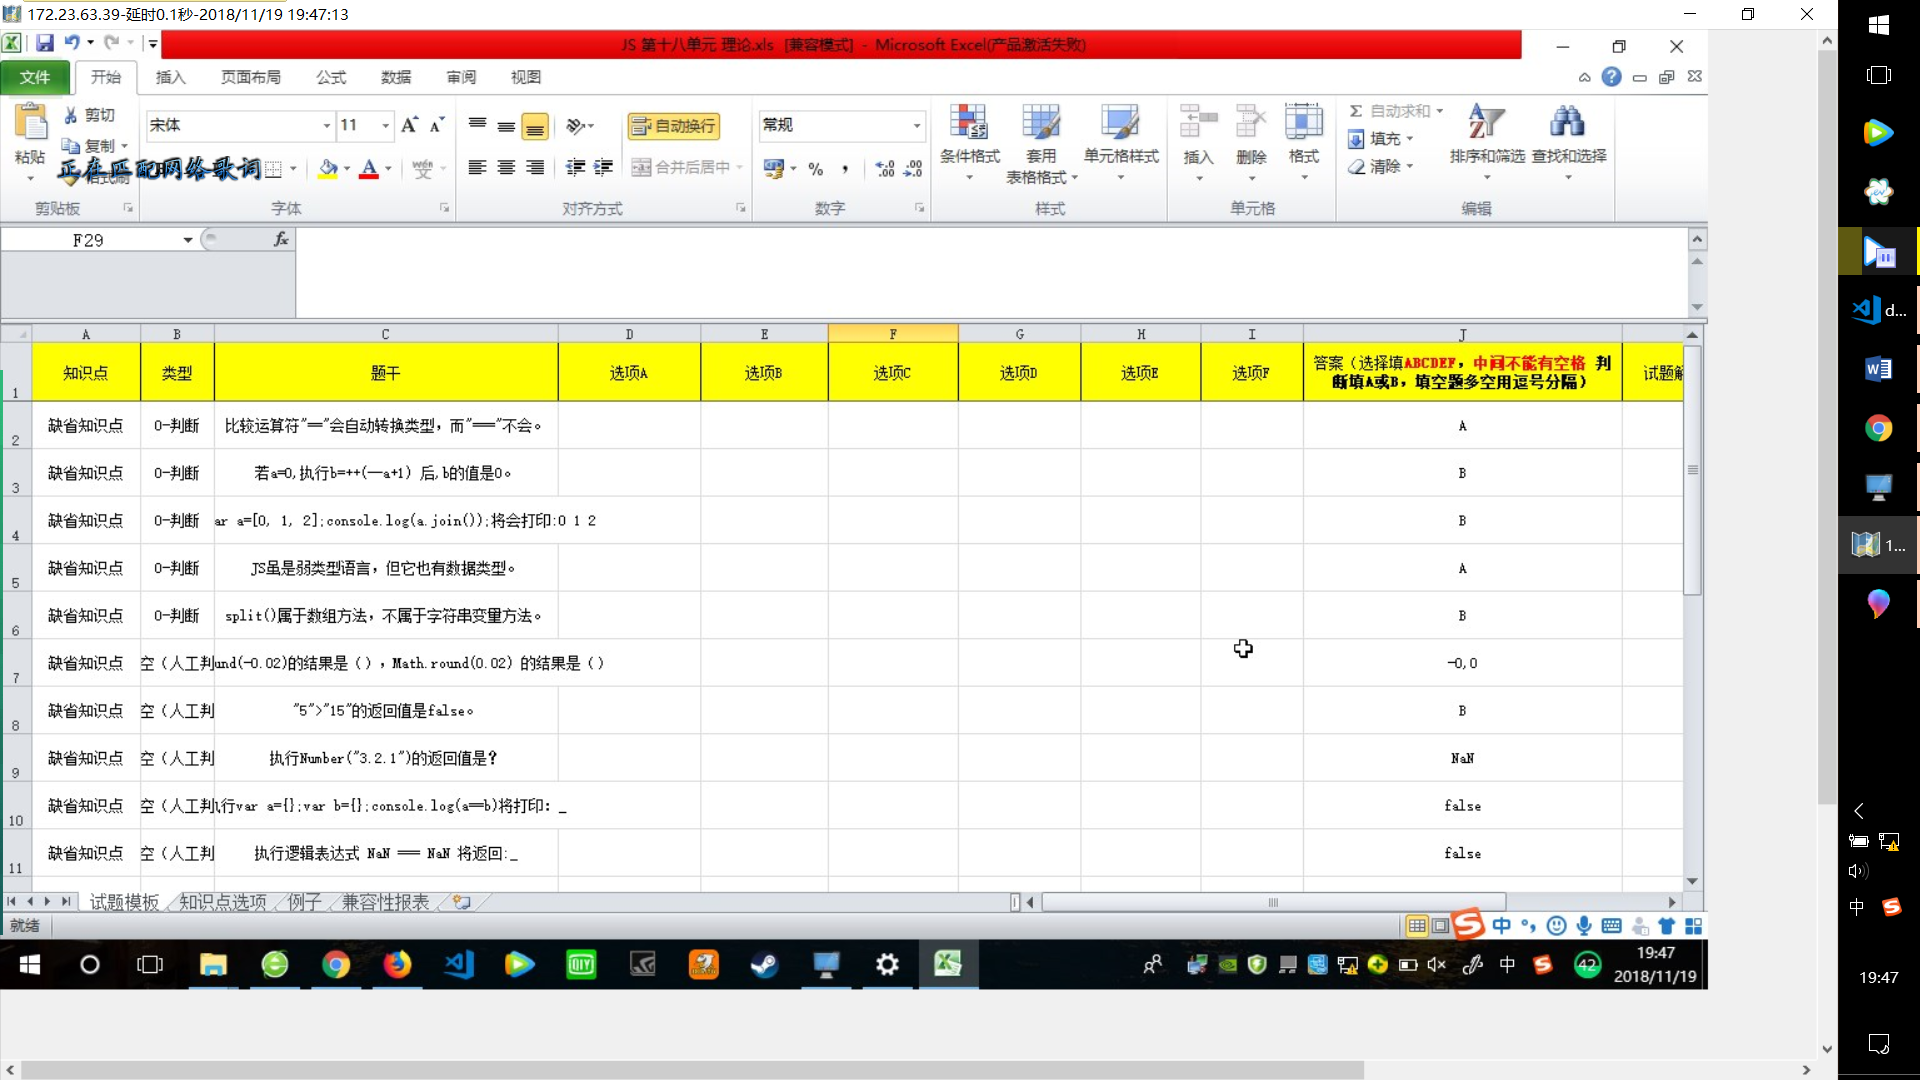 172.23.63.39-延时0.1秒-2018/11/19 19:47:13
JS 第十八单元 理论.xls [兼容模式] - Microsoft Excel(产品激活失败)
文件 开始 插入 页面布局 公式 数据 审阅 视图
粘贴 剪切 复制 格式刷
正在匹配网络歌词
宋体 11 自动换行 合并后居中 常规 条件格式 套用表格格式 单元格样式 插入 删除 格式 自动求和 填充 清除 排序和筛选 查找和选择
剪贴板 字体 对齐方式 数字 样式 单元格 编辑
F29 fx
A B C D E F G H I J
1 知识点 类型 题干 选项A 选项B 选项C 选项D 选项E 选项F 答案（选择填ABCDEF，中间不能有空格 判断填A或B，填空题多空用逗号分隔） 试题解
2 缺省知识点 0-判断 比较运算符"=="会自动转换类型，而"==="不会。 A
3 缺省知识点 0-判断 若a=0,执行b=++(—a+1) 后,b的值是0。 B
4 缺省知识点 0-判断 ar a=[0, 1, 2];console.log(a.join());将会打印:0 1 2 B
5 缺省知识点 0-判断 JS虽是弱类型语言，但它也有数据类型。 A
6 缺省知识点 0-判断 split()属于数组方法，不属于字符串变量方法。 B
7 缺省知识点 空（人工判 und(-0.02)的结果是（），Math.round(0.02) 的结果是（） -0,0
8 缺省知识点 空（人工判 "5">"15"的返回值是false。 B
9 缺省知识点 空（人工判 执行Number("3.2.1")的返回值是？ NaN
10 缺省知识点 空（人工判 行var a={};var b={};console.log(a==b)将打印：_ false
11 缺省知识点 空（人工判 执行逻辑表达式 NaN === NaN 将返回:_ false
试题模板 知识点选项 例子 兼容性报表
就绪
中
中 42 19:47
2018/11/19
d...
1...
中
19:47